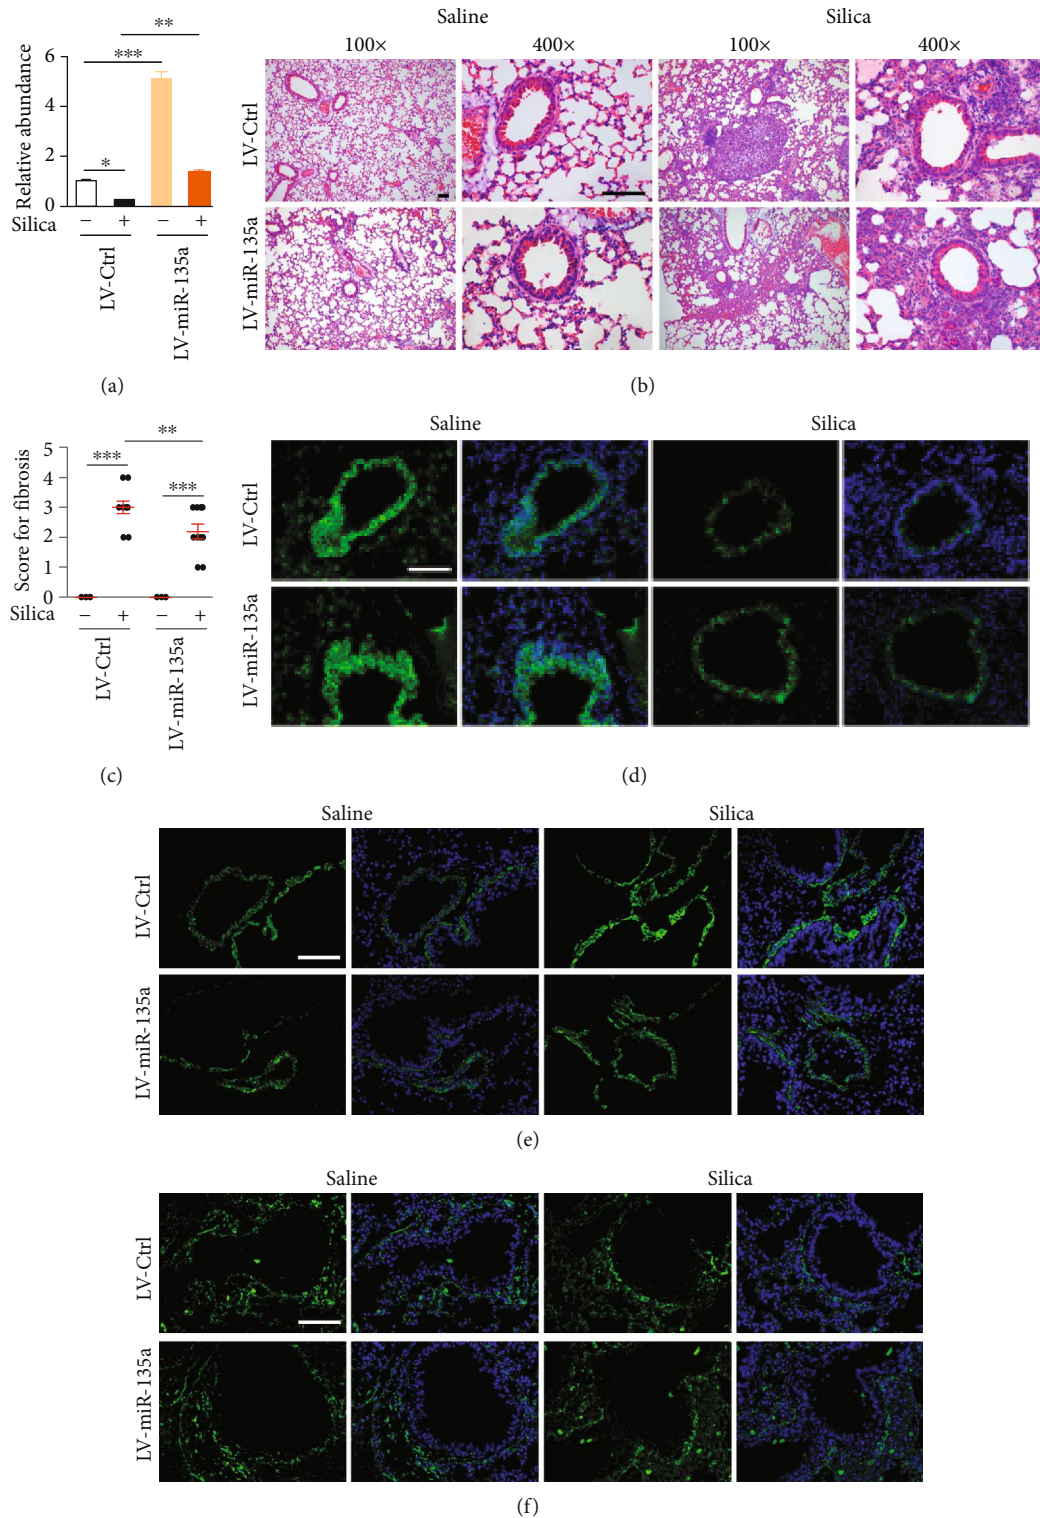 Relative abundance
6
4
2
0
*
***
**
Silica
− + − +
LV-Ctrl
LV-miR-135a
(a)
Saline Silica
100× 400× 100× 400×
LV-Ctrl
LV-miR-135a
(b)
Score for fibrosis
5
4
3
2
1
0
***
***
**
Silica
− + − +
LV-Ctrl
LV-miR-135a
(c)
Saline Silica
LV-Ctrl
LV-miR-135a
(d)
Saline Silica
LV-Ctrl
LV-miR-135a
(e)
Saline Silica
LV-Ctrl
LV-miR-135a
(f)